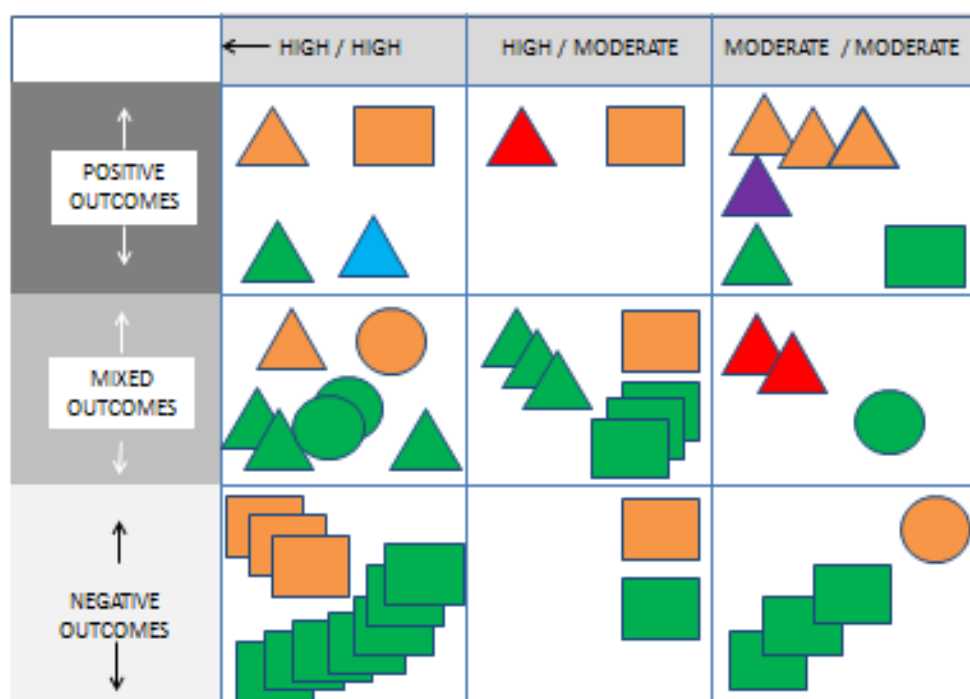 HIGH / HIGH
HIGH / MODERATE
MODERATE / MODERATE
POSITIVE
OUTCOMES
MIXED
OUTCOMES
NEGATIVE
OUTCOMES